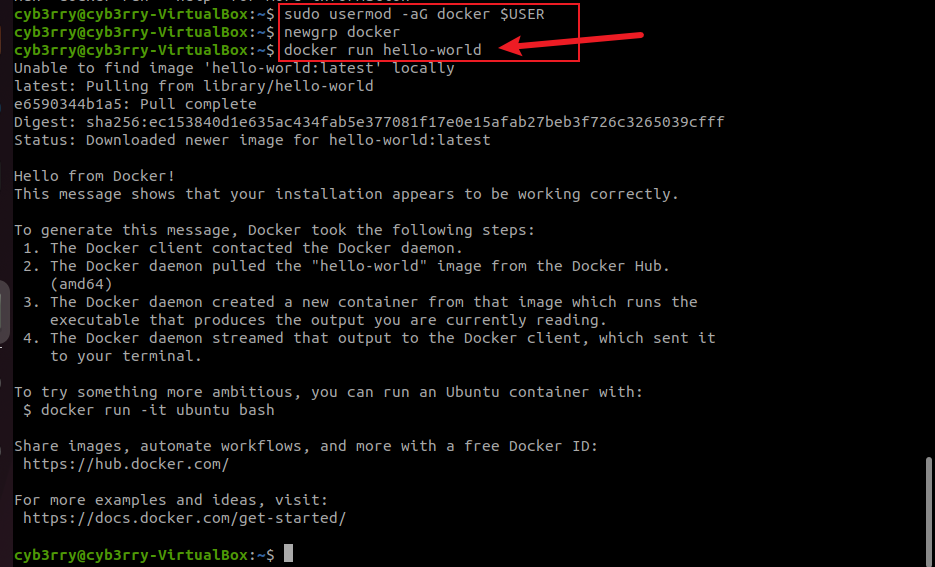 cyb3rry@cyb3rry-VirtualBox:~$ sudo usermod -aG docker $USER
cyb3rry@cyb3rry-VirtualBox:~$ newgrp docker
cyb3rry@cyb3rry-VirtualBox:~$ docker run hello-world
Unable to find image 'hello-world:latest' locally
latest: Pulling from library/hello-world
e6590344b1a5: Pull complete
Digest: sha256:ec153840d1e635ac434fab5e377081f17e0e15afab27beb3f726c3265039cfff
Status: Downloaded newer image for hello-world:latest

Hello from Docker!
This message shows that your installation appears to be working correctly.

To generate this message, Docker took the following steps:
 1. The Docker client contacted the Docker daemon.
 2. The Docker daemon pulled the "hello-world" image from the Docker Hub.
    (amd64)
 3. The Docker daemon created a new container from that image which runs the
    executable that produces the output you are currently reading.
 4. The Docker daemon streamed that output to the Docker client, which sent it
    to your terminal.

To try something more ambitious, you can run an Ubuntu container with:
 $ docker run -it ubuntu bash

Share images, automate workflows, and more with a free Docker ID:
 https://hub.docker.com/

For more examples and ideas, visit:
 https://docs.docker.com/get-started/

cyb3rry@cyb3rry-VirtualBox:~$